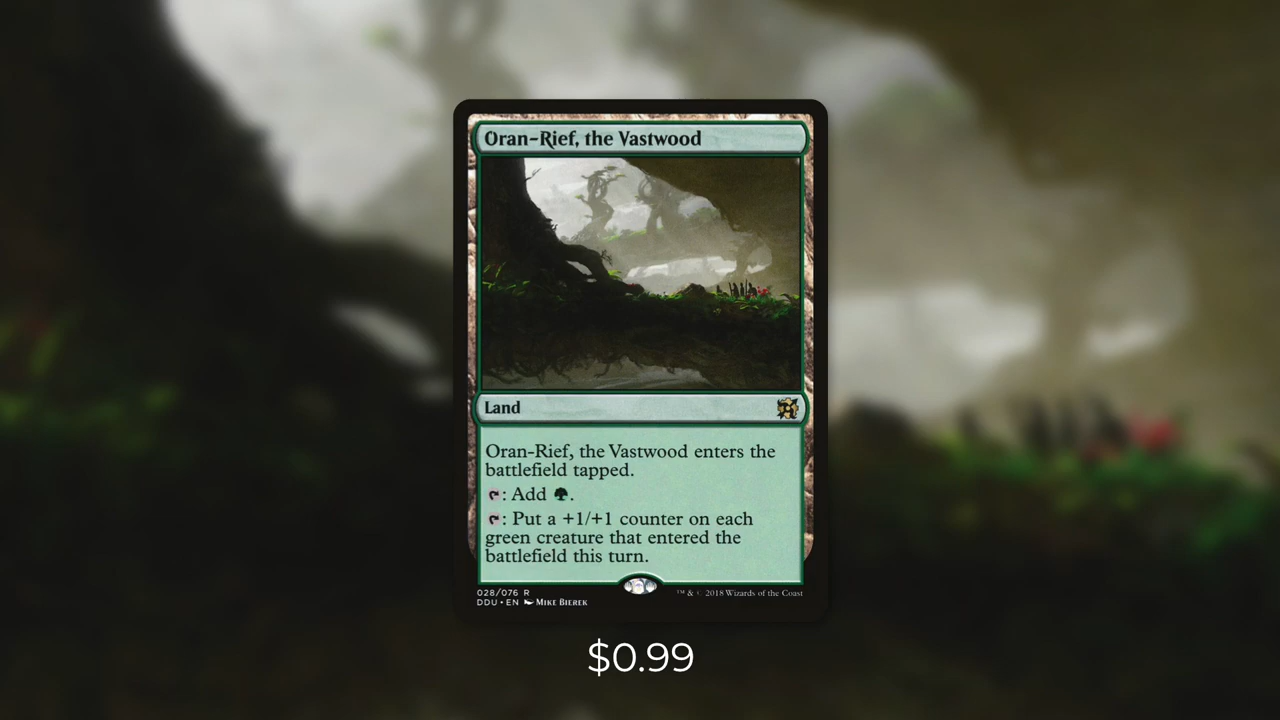 Oran-Rief, the Vastwood
Land
Oran-Rief, the Vastwood enters the
battlefield tapped.
: Add .
: Put a +1/+1 counter on each
green creature that entered the
battlefield this turn.
028/076 R
DDU • EN Mike Bierek
™ & © 2018 Wizards of the Coast
$0.99